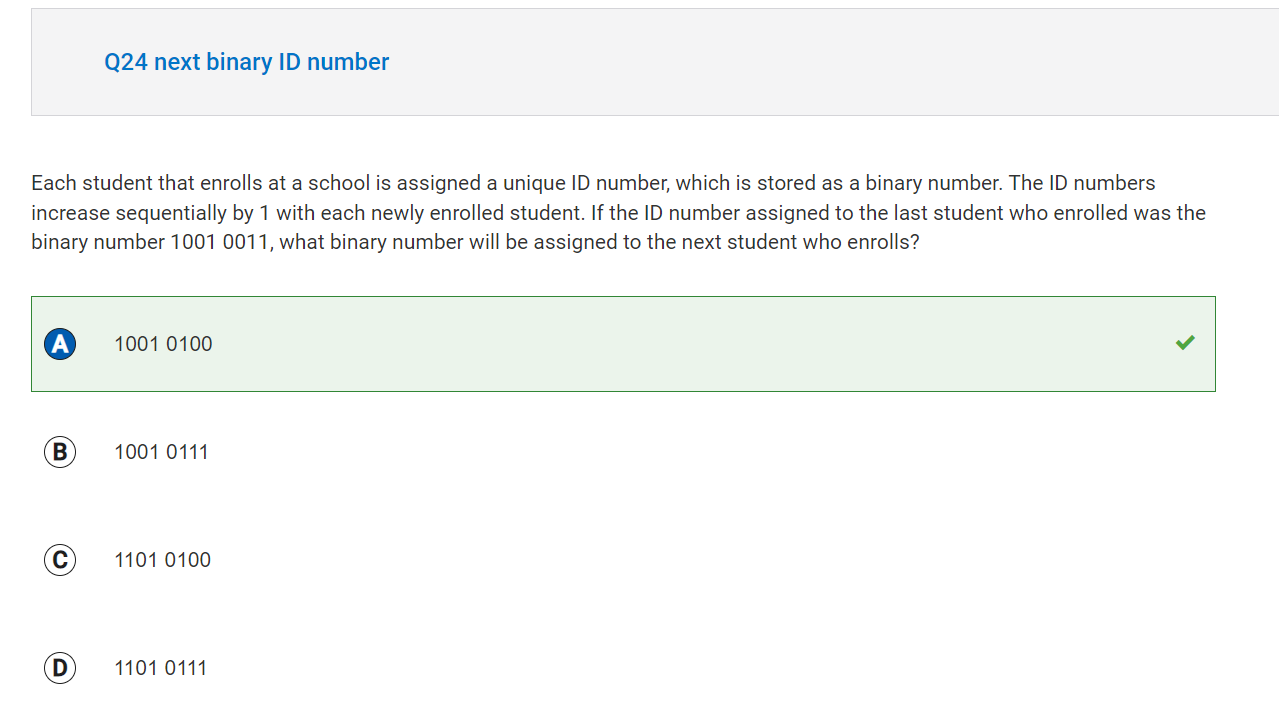 Q24 next binary ID number
Each student that enrolls at a school is assigned a unique ID number, which is stored as a binary number. The ID numbers
increase sequentially by 1 with each newly enrolled student. If the ID number assigned to the last student who enrolled was the
binary number 1001 0011, what binary number will be assigned to the next student who enrolls?
A 1001 0100
B 1001 0111
C 1101 0100
D 1101 0111